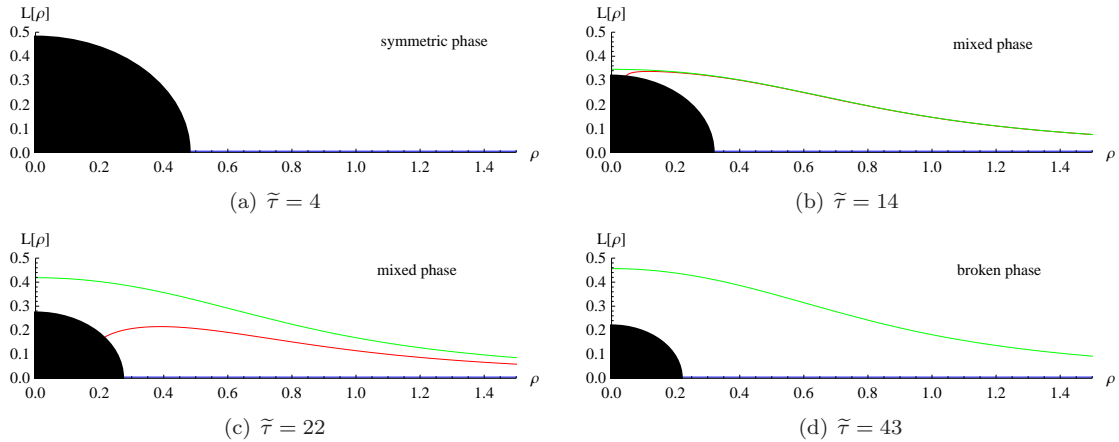 L[ρ]
0.5
0.4
0.3
0.2
0.1
0.0
symmetric phase
0.0 0.2 0.4 0.6 0.8 1.0 1.2 1.4 ρ
(a) τ̃ = 4
L[ρ]
0.5
0.4
0.3
0.2
0.1
0.0
mixed phase
0.0 0.2 0.4 0.6 0.8 1.0 1.2 1.4 ρ
(b) τ̃ = 14
L[ρ]
0.5
0.4
0.3
0.2
0.1
0.0
mixed phase
0.0 0.2 0.4 0.6 0.8 1.0 1.2 1.4 ρ
(c) τ̃ = 22
L[ρ]
0.5
0.4
0.3
0.2
0.1
0.0
broken phase
0.0 0.2 0.4 0.6 0.8 1.0 1.2 1.4 ρ
(d) τ̃ = 43